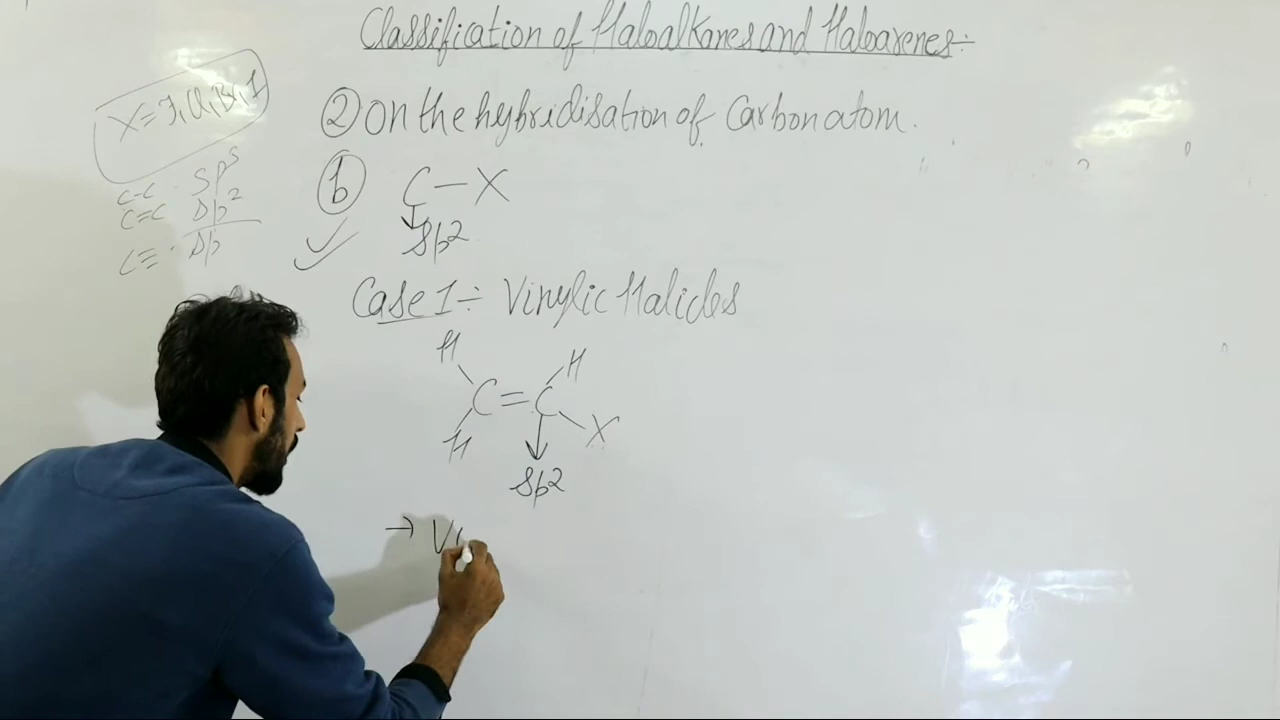 Classification of Haloalkanes and Haloarenes:-
X = F, Cl, Br, I
② On the hybridisation of Carbon atom.
C-C Sp3
C=C Sp2
C≡ Sp
ⓑ C—X
Sp2
Case 1÷ Vinylic Halides
H H
C=C
H X
Sp2
→ Vi